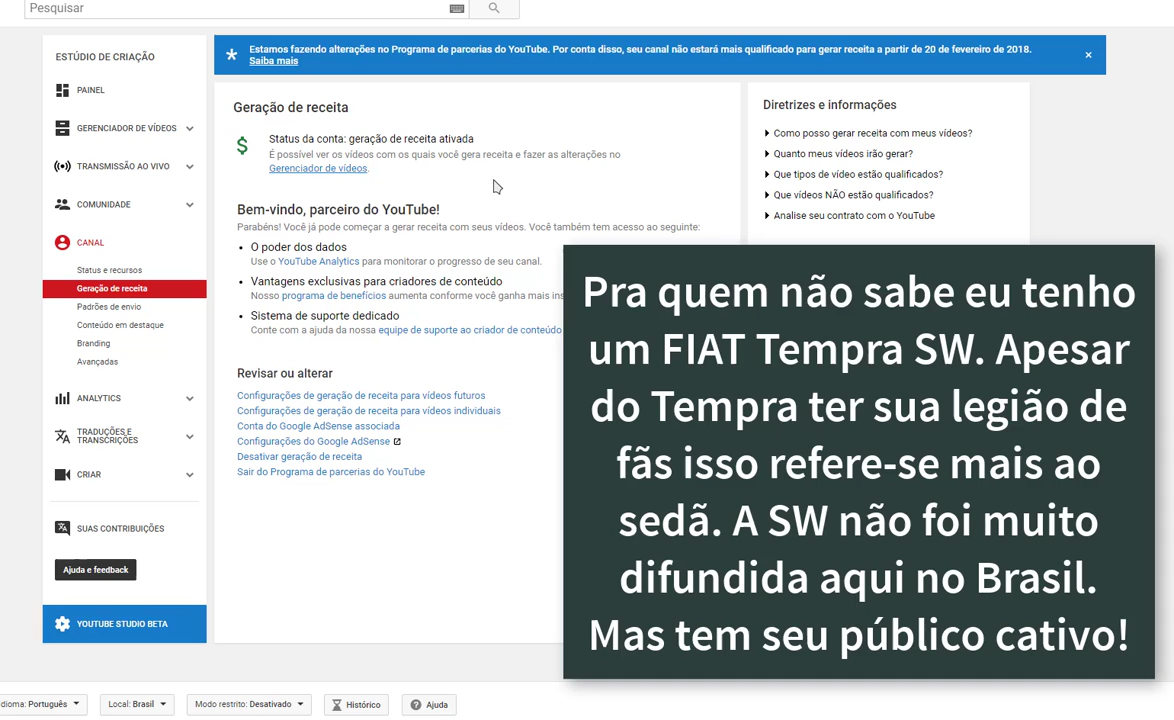 Pesquisar
ESTÚDIO DE CRIAÇÃO
PAINEL
GERENCIADOR DE VÍDEOS
TRANSMISSÃO AO VIVO
COMUNIDADE
CANAL
Status e recursos
Geração de receita
Padrões de envio
Conteúdo em destaque
Branding
Avançadas
ANALYTICS
TRADUÇÕES E
TRANSCRIÇÕES
CRIAR
SUAS CONTRIBUIÇÕES
Ajuda e feedback
YOUTUBE STUDIO BETA
Estamos fazendo alterações no Programa de parcerias do YouTube. Por conta disso, seu canal não estará mais qualificado para gerar receita a partir de 20 de fevereiro de 2018.
Saiba mais
Geração de receita
Status da conta: geração de receita ativada
É possível ver os vídeos com os quais você gera receita e fazer as alterações no
Gerenciador de vídeos.
Bem-vindo, parceiro do YouTube!
Parabéns! Você já pode começar a gerar receita com seus vídeos. Você também tem acesso ao seguinte:
O poder dos dados
Use o YouTube Analytics para monitorar o progresso de seu canal.
Vantagens exclusivas para criadores de conteúdo
Nosso programa de benefícios aumenta conforme você ganha mais ins
Sistema de suporte dedicado
Conte com a ajuda da nossa equipe de suporte ao criador de conteúdo
Revisar ou alterar
Configurações de geração de receita para vídeos futuros
Configurações de geração de receita para vídeos individuais
Conta do Google AdSense associada
Configurações do Google AdSense
Desativar geração de receita
Sair do Programa de parcerias do YouTube
Diretrizes e informações
Como posso gerar receita com meus vídeos?
Quanto meus vídeos irão gerar?
Que tipos de vídeo estão qualificados?
Que vídeos NÃO estão qualificados?
Analise seu contrato com o YouTube
Pra quem não sabe eu tenho
um FIAT Tempra SW. Apesar
do Tempra ter sua legião de
fãs isso refere-se mais ao
sedã. A SW não foi muito
difundida aqui no Brasil.
Mas tem seu público cativo!
dioma: Português
Local: Brasil
Modo restrito: Desativado
Histórico
Ajuda